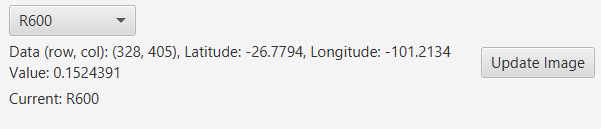 R600
Data (row, col): (328, 405), Latitude: -26.7794, Longitude: -101.2134
Value: 0.1524391
Update Image
Current: R600